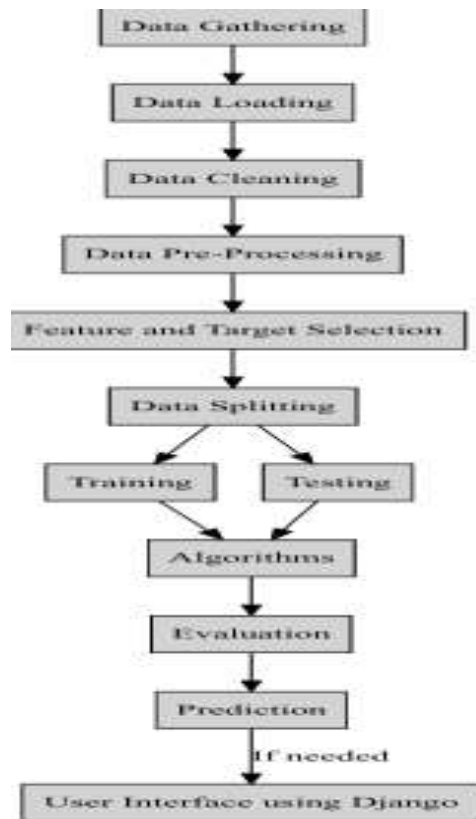 Data Gathering
Data Loading
Data Cleaning
Data Pre-Processing
Feature and Target Selection
Data Splitting
Training
Testing
Algorithms
Evaluation
Prediction
If needed
User Interface using Django